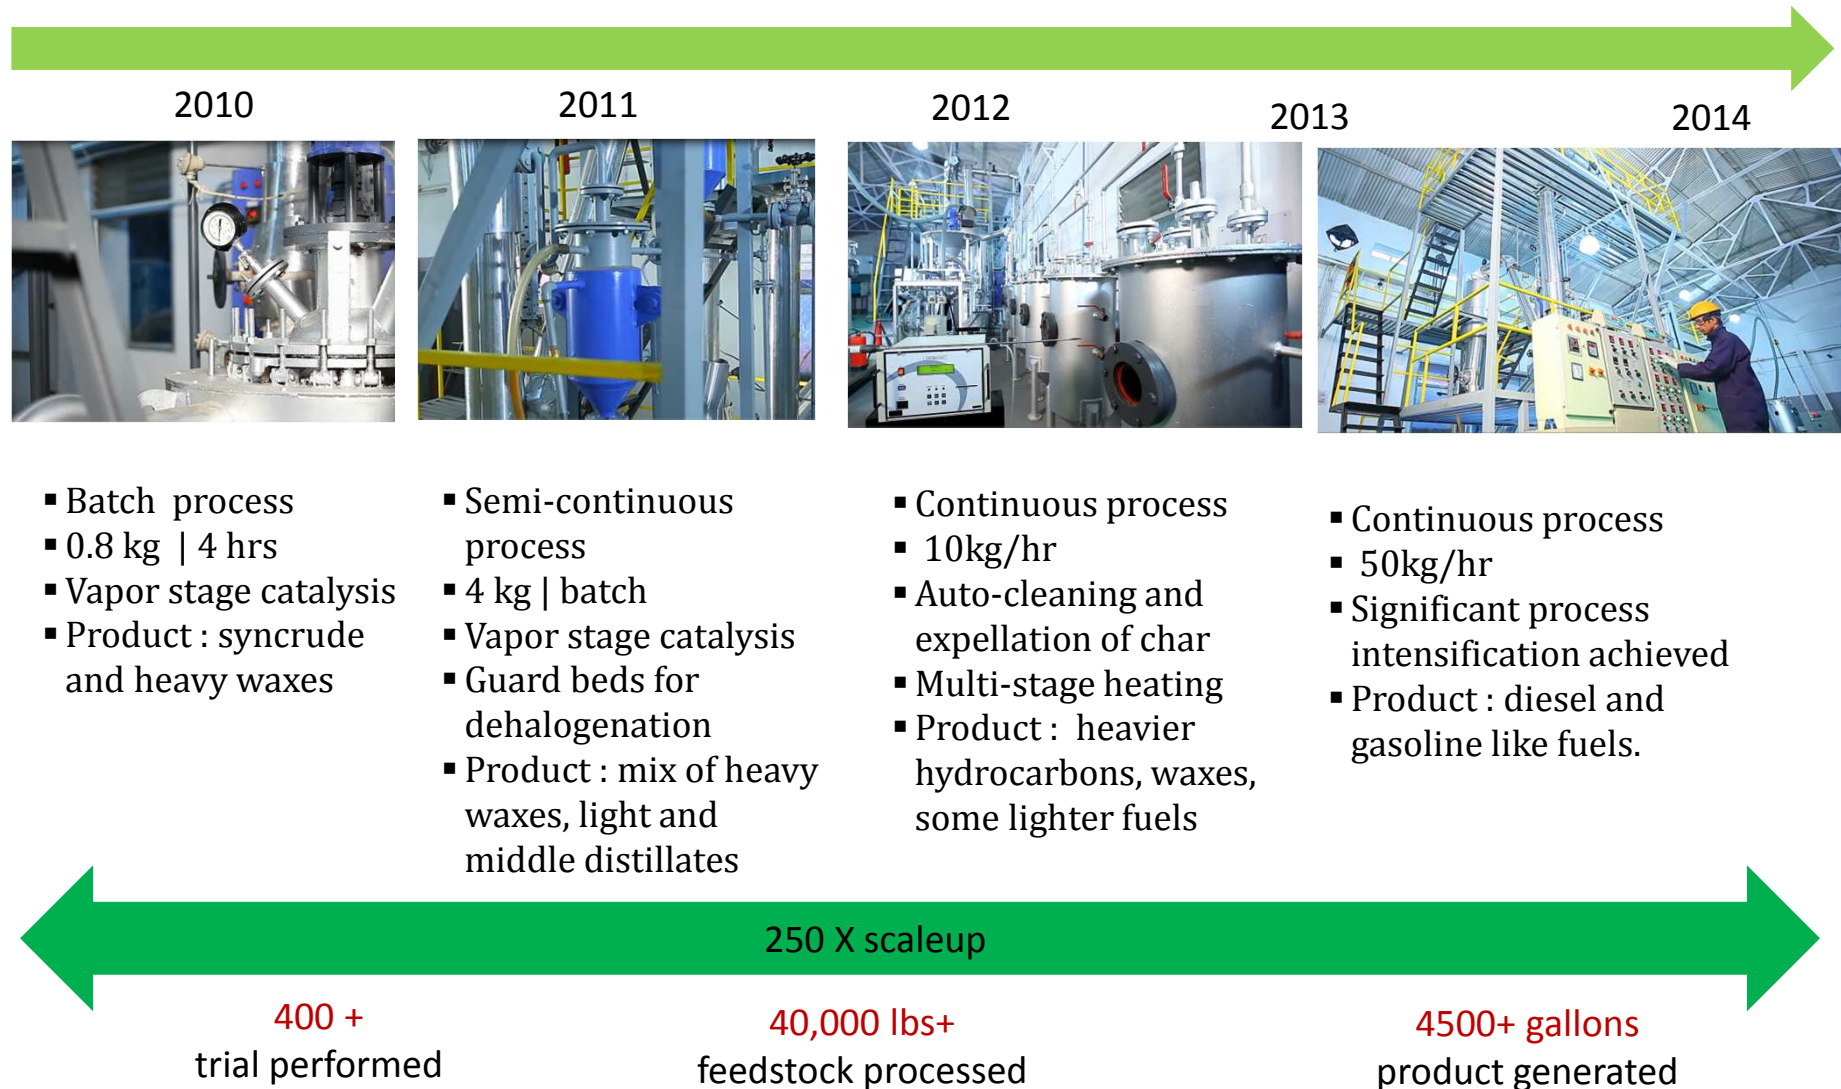 2010
2011
2012
2013
2014
▪ Batch process
▪ 0.8 kg | 4 hrs
▪ Vapor stage catalysis
▪ Product : syncrude
and heavy waxes
▪ Semi-continuous
process
▪ 4 kg | batch
▪ Vapor stage catalysis
▪ Guard beds for
dehalogenation
▪ Product : mix of heavy
waxes, light and
middle distillates
▪ Continuous process
▪ 10kg/hr
▪ Auto-cleaning and
expellation of char
▪ Multi-stage heating
▪ Product : heavier
hydrocarbons, waxes,
some lighter fuels
▪ Continuous process
▪ 50kg/hr
▪ Significant process
intensification achieved
▪ Product : diesel and
gasoline like fuels.
250 X scaleup
400 +
trial performed
40,000 lbs+
feedstock processed
4500+ gallons
product generated